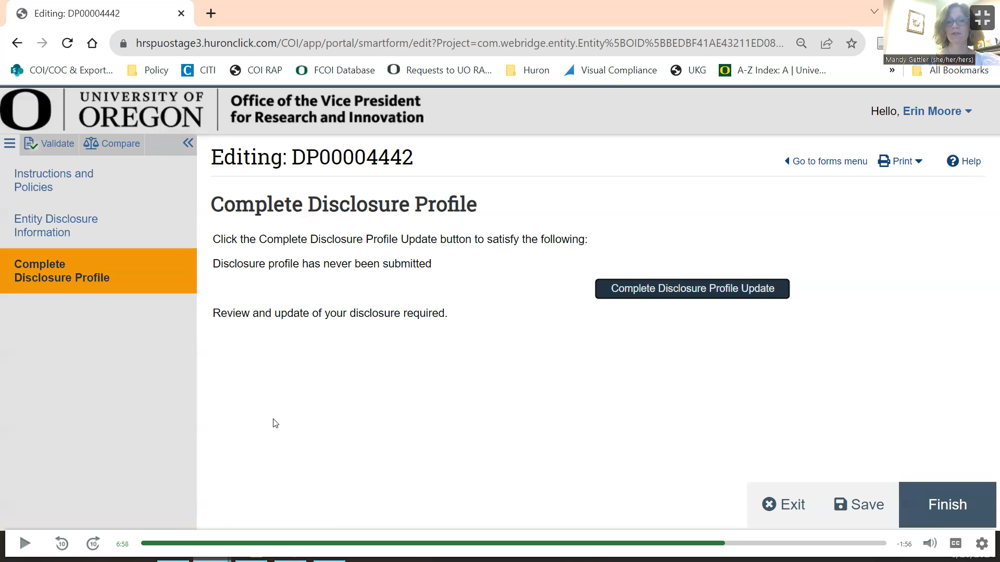 Editing: DP00004442
hrspuostage3.huronclick.com/COI/app/portal/smartform/edit?Project=com.webridge.entity.Entity%5BOID%5BBEDBF41AE43211ED08...
Mandy Gettler (she/her/hers)
COI/COC & Export...
Policy
C CITI
COI RAP
FCOI Database
Requests to UO RA...
Huron
Visual Compliance
UKG
A-Z Index: A | Unive...
»
All Bookmarks
UNIVERSITY OF
OREGON
Office of the Vice President
for Research and Innovation
Hello, Erin Moore
Validate
Compare
Instructions and
Policies
Entity Disclosure
Information
Complete
Disclosure Profile
Editing: DP00004442
Go to forms menu
Print
Help
Complete Disclosure Profile
Click the Complete Disclosure Profile Update button to satisfy the following:
Disclosure profile has never been submitted
Complete Disclosure Profile Update
Review and update of your disclosure required.
Exit
Save
Finish
10
10
6:58
-1:56
CC